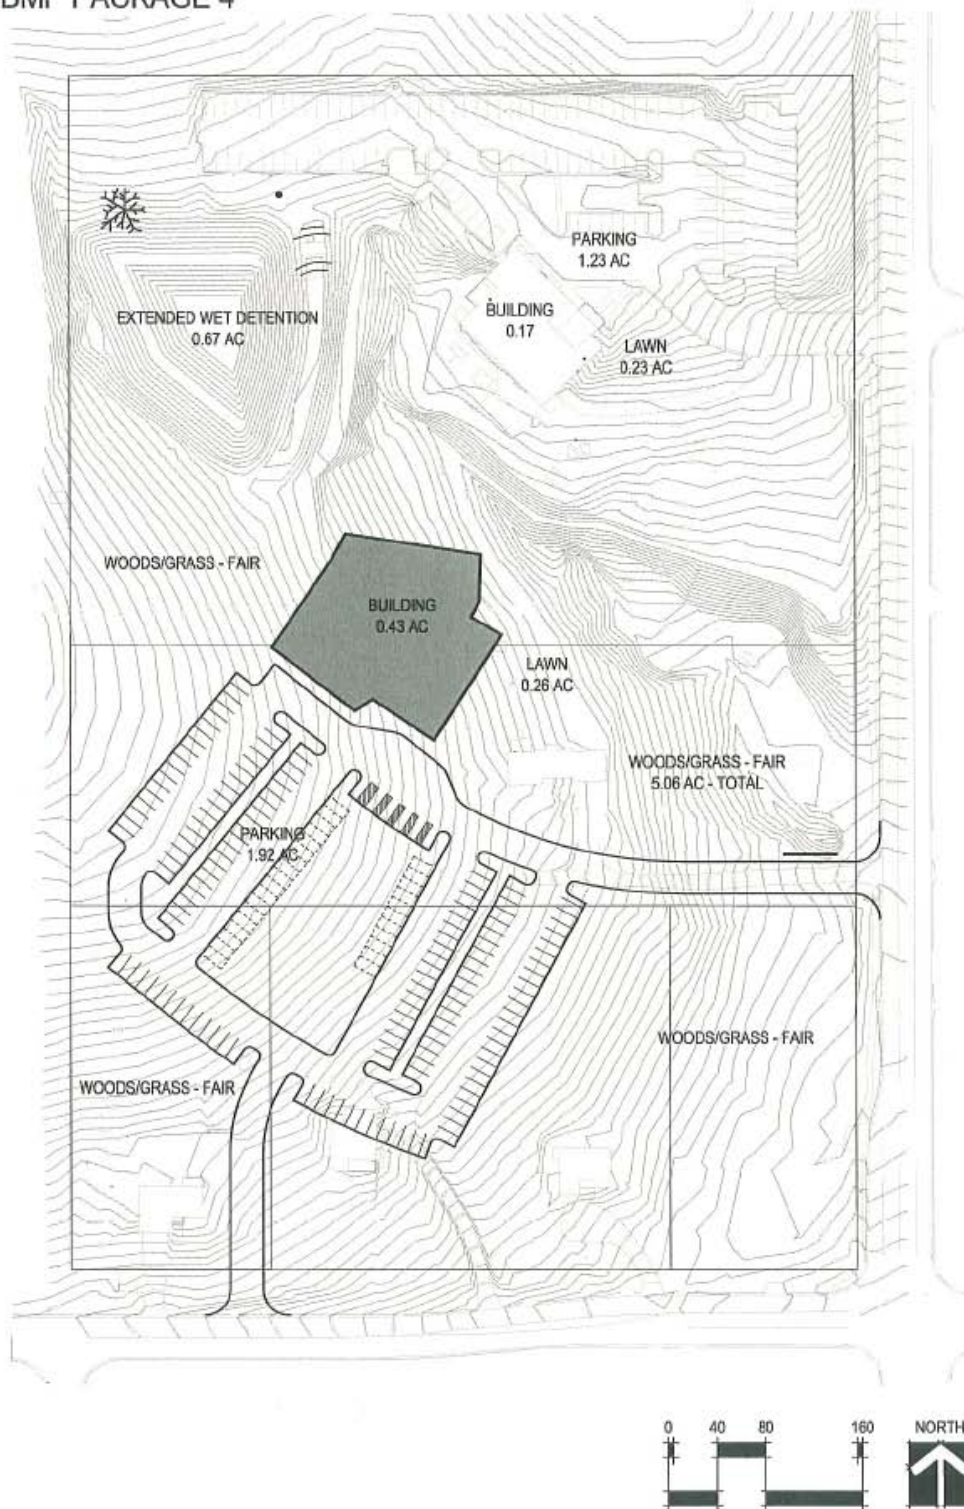 BMP PACKAGE 4
PARKING
1.23 AC
BUILDING
0.17
EXTENDED WET DETENTION
0.67 AC
LAWN
0.23 AC
WOODS/GRASS - FAIR
BUILDING
0.43 AC
LAWN
0.26 AC
WOODS/GRASS - FAIR
5.06 AC - TOTAL
PARKING
1.92 AC
WOODS/GRASS - FAIR
WOODS/GRASS - FAIR
0 40 80 160 NORTH